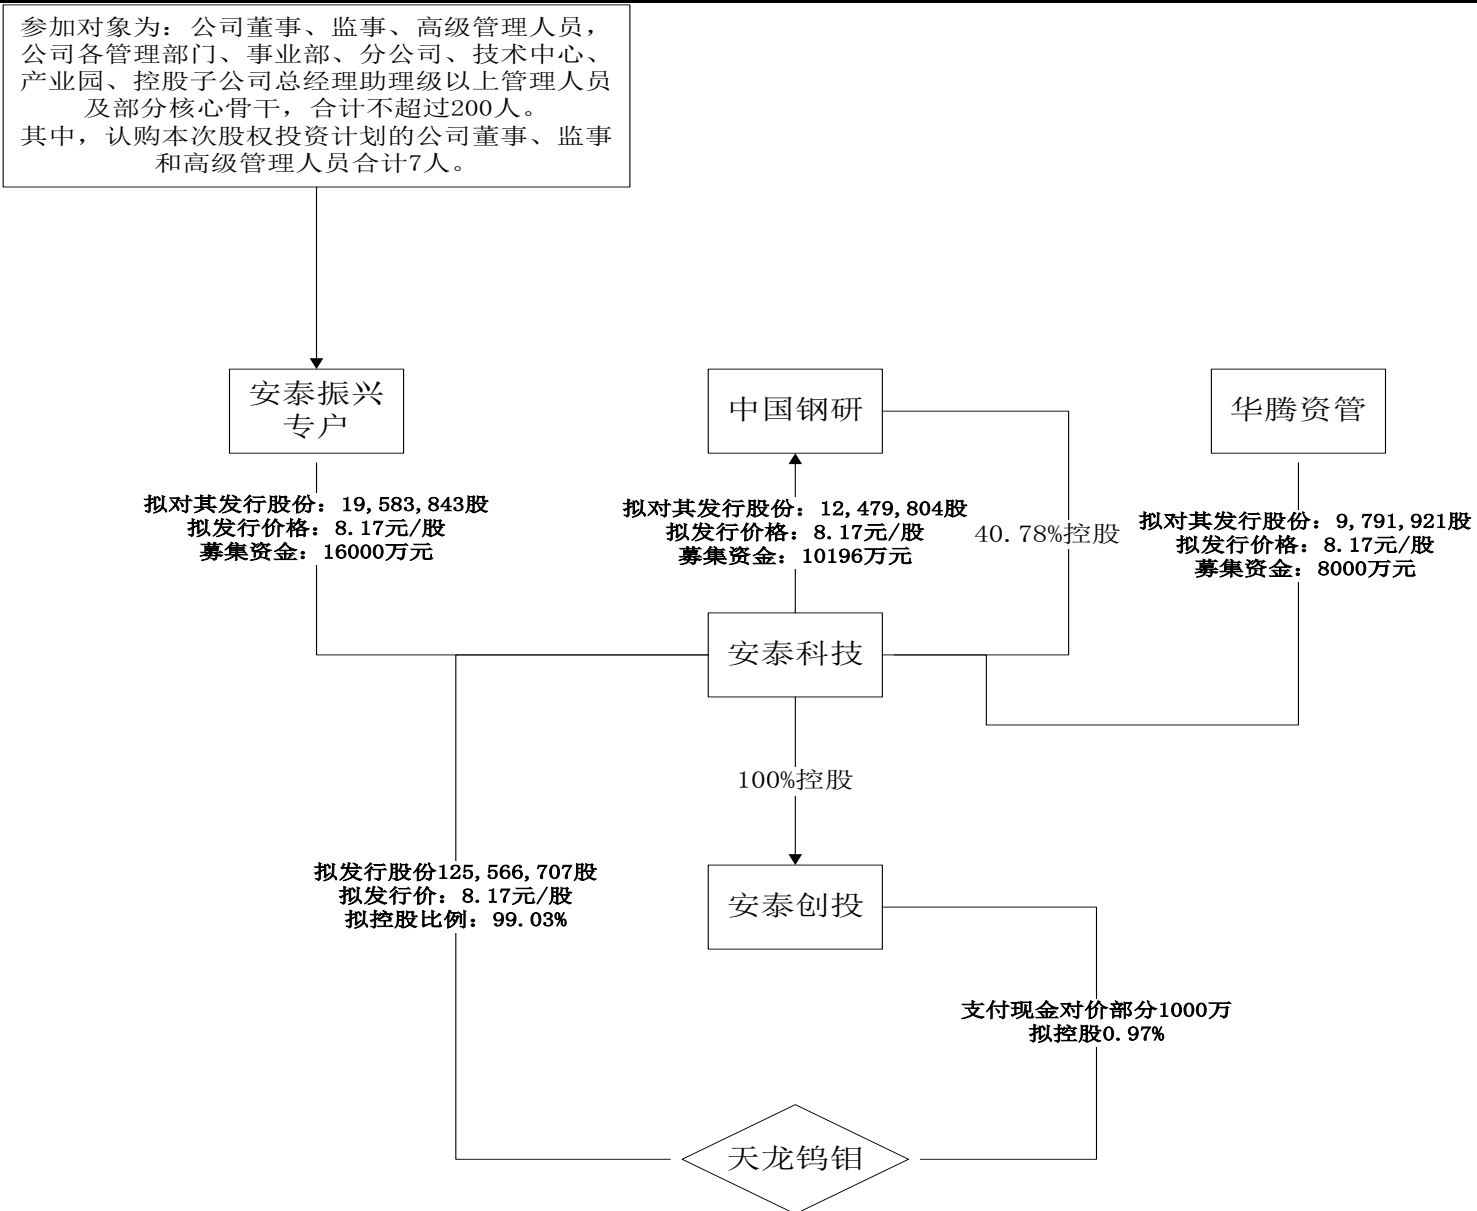 参加对象为：公司董事、监事、高级管理人员，
公司各管理部门、事业部、分公司、技术中心、
产业园、控股子公司总经理助理级以上管理人员
及部分核心骨干，合计不超过200人。
其中，认购本次股权投资计划的公司董事、监事
和高级管理人员合计7人。
安泰振兴
专户
中国钢研
华腾资管
拟对其发行股份：19,583,843股
拟发行价格：8.17元/股
募集资金：16000万元
拟对其发行股份：12,479,804股
拟发行价格：8.17元/股
募集资金：10196万元
40.78%控股
拟对其发行股份：9,791,921股
拟发行价格：8.17元/股
募集资金：8000万元
安泰科技
100%控股
拟发行股份125,566,707股
拟发行价：8.17元/股
拟控股比例：99.03%
安泰创投
支付现金对价部分1000万
拟控股0.97%
天龙钨钼